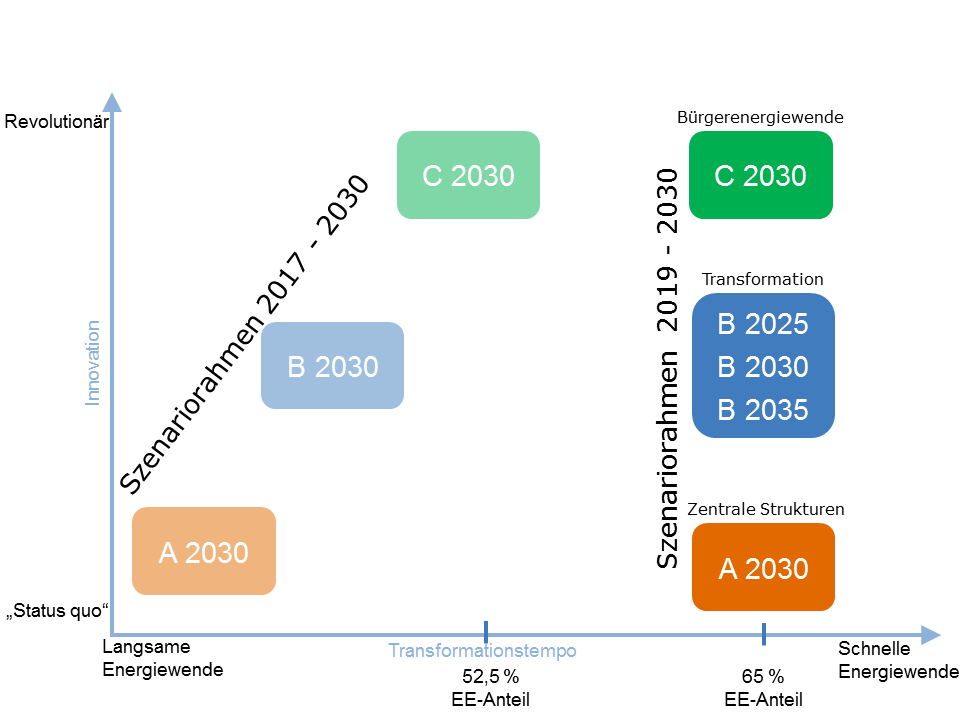 Revolutionär
Bürgerenergiewende
C 2030
C 2030
Szenariorahmen 2017 - 2030
Szenariorahmen 2019 - 2030
Transformation
B 2025
B 2030
B 2035
B 2030
Innovation
Zentrale Strukturen
A 2030
A 2030
„Status quo“
Langsame
Energiewende
Transformationstempo
Schnelle
Energiewende
52,5 %
EE-Anteil
65 %
EE-Anteil